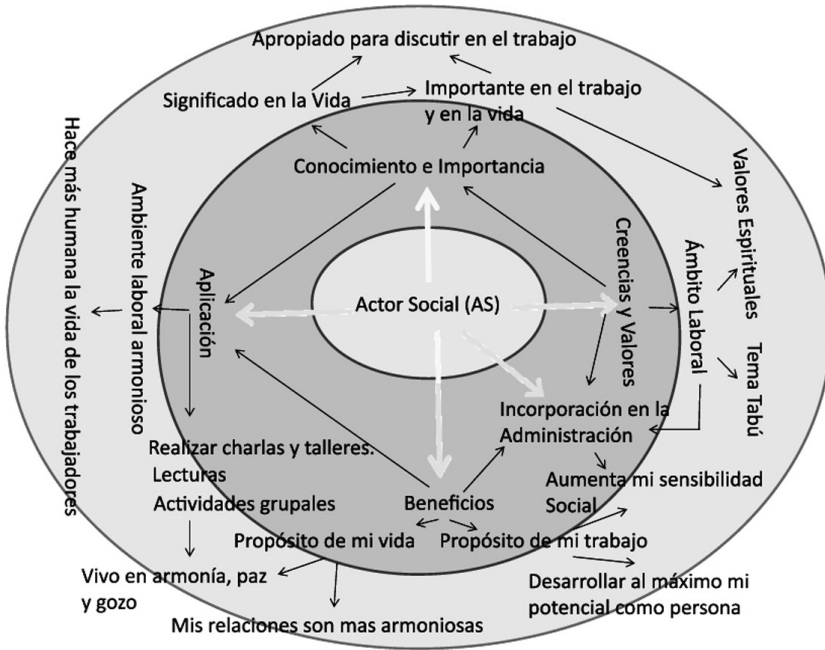 Apropiado para discutir en el trabajo
Significado en la Vida
Importante en el trabajo
y en la vida
Conocimiento e Importancia
Hace más humana la vida de los trabajadores
Ambiente laboral armonioso
Aplicación
Actor Social (AS)
Creencias y Valores
Ámbito Laboral
Valores Espirituales
Tema Tabú
Incorporación en la
Administración
Realizar charlas y talleres.
Lecturas
Actividades grupales
Beneficios
Aumenta mi sensibilidad
Social
Propósito de mi vida
Propósito de mi trabajo
Vivo en armonía, paz
y gozo
Desarrollar al máximo mi
potencial como persona
Mis relaciones son mas armoniosas